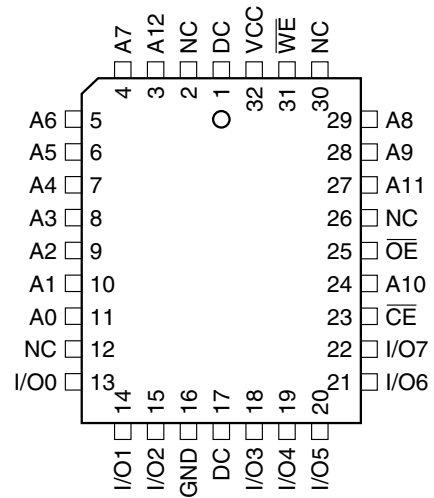 A7 A12 NC DC VCC W̅E̅ NC
4 3 2 1 32 31 30
A6 5 29 A8
A5 6 28 A9
A4 7 27 A11
A3 8 26 NC
A2 9 25 O̅E̅
A1 10 24 A10
A0 11 23 C̅E̅
NC 12 22 I/O7
I/O0 13 21 I/O6
14 15 16 17 18 19 20
I/O1 I/O2 GND DC I/O3 I/O4 I/O5